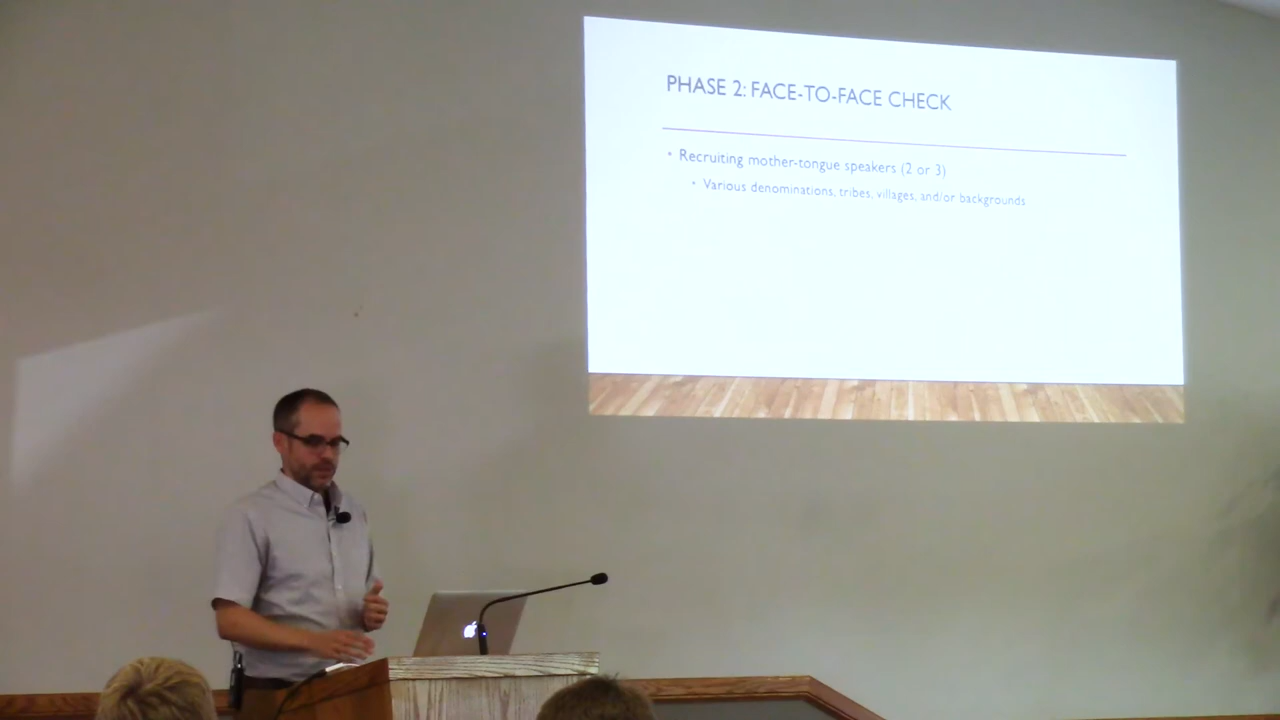 PHASE 2: FACE-TO-FACE CHECK
• Recruiting mother-tongue speakers (2 or 3)
• Various denominations, tribes, villages, and/or backgrounds